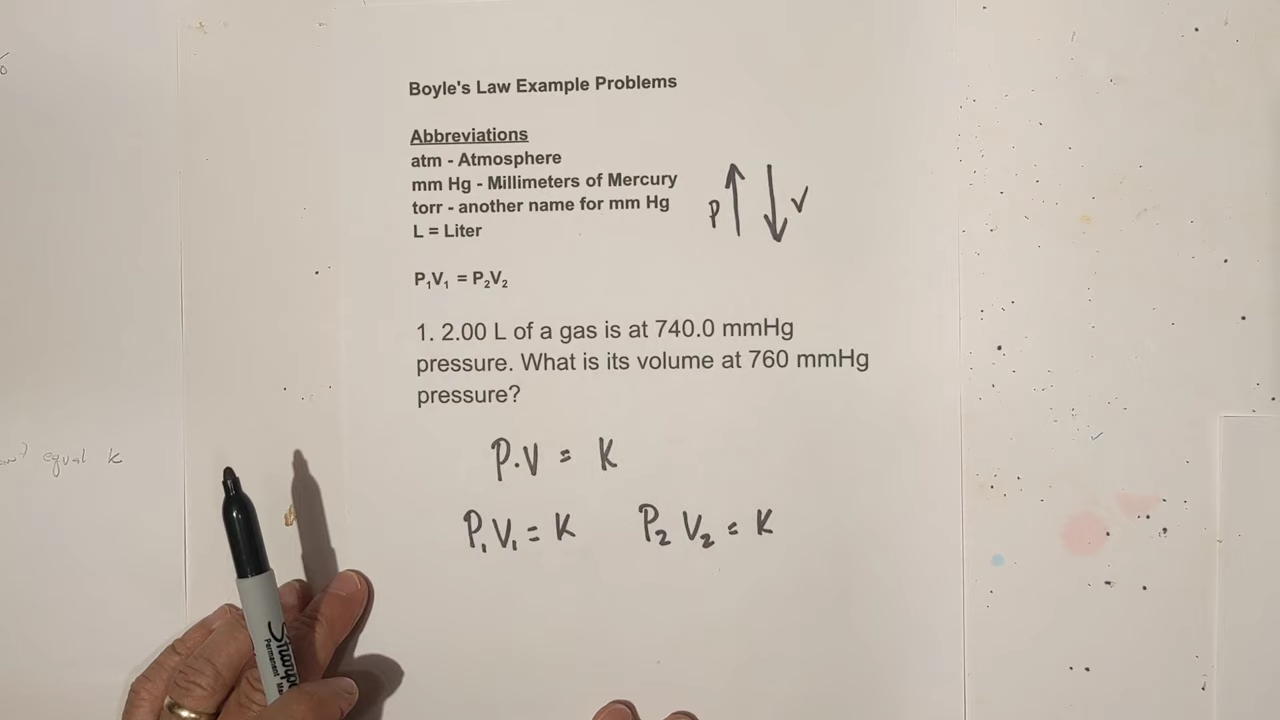 Boyle's Law Example Problems
Abbreviations
atm - Atmosphere
mm Hg - Millimeters of Mercury
torr - another name for mm Hg
L = Liter
P ↑ ↓ V
P₁V₁ = P₂V₂
1. 2.00 L of a gas is at 740.0 mmHg
pressure. What is its volume at 760 mmHg
pressure?
P·V = K
equal k
P₁V₁ = K P₂V₂ = K
Sharpie
Permanent